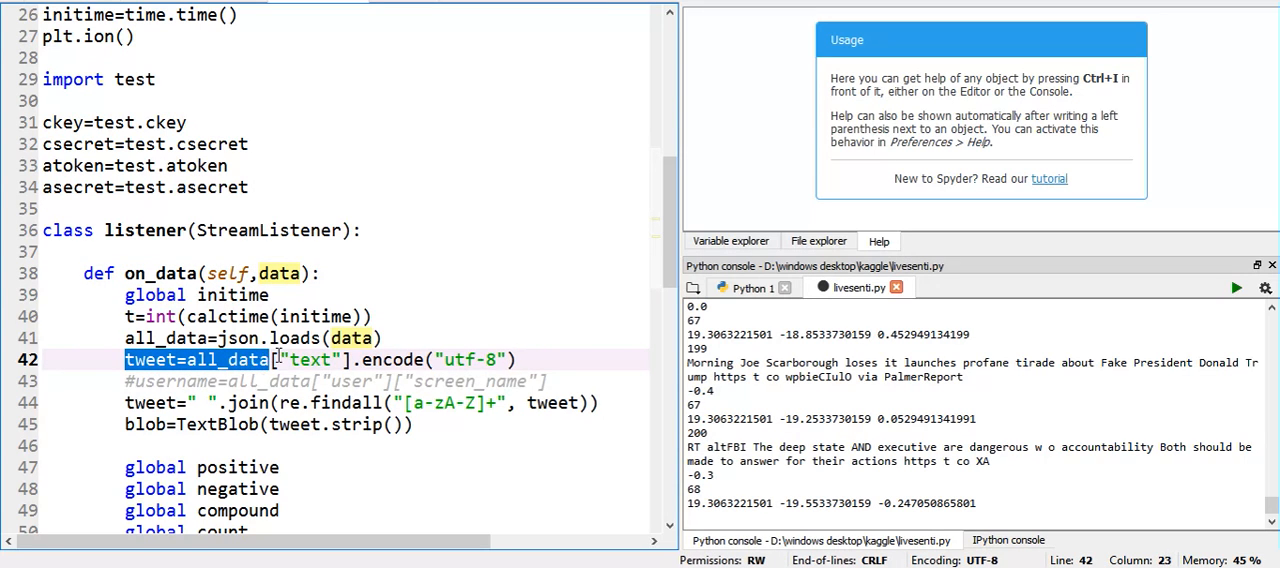 26 initime=time.time()
27 plt.ion()
28
29 import test
30
31 ckey=test.ckey
32 csecret=test.csecret
33 atoken=test.atoken
34 asecret=test.asecret
35
36 class listener(StreamListener):
37
38 def on_data(self,data):
39 global initime
40 t=int(calctime(initime))
41 all_data=json.loads(data)
42 tweet=all_data["text"].encode("utf-8")
43 #username=all_data["user"]["screen_name"]
44 tweet=" ".join(re.findall("[a-zA-Z]+", tweet))
45 blob=TextBlob(tweet.strip())
46
47 global positive
48 global negative
49 global compound
50 global count
Usage
Here you can get help of any object by pressing Ctrl+I in
front of it, either on the Editor or the Console.
Help can also be shown automatically after writing a left
parenthesis next to an object. You can activate this
behavior in Preferences > Help.
New to Spyder? Read our tutorial
Variable explorer File explorer Help
Python console - D:\windows desktop\kaggle\livesenti.py
Python 1 livesenti.py
0.0
67
19.3063221501 -18.8533730159 0.452949134199
199
Morning Joe Scarborough loses it launches profane tirade about Fake President Donald Tr
ump https t co wpbieCIulO via PalmerReport
-0.4
67
19.3063221501 -19.2533730159 0.0529491341991
200
RT altFBI The deep state AND executive are dangerous w o accountability Both should be
made to answer for their actions https t co XA
-0.3
68
19.3063221501 -19.5533730159 -0.247050865801
Python console - D:\windows desktop\kaggle\livesenti.py IPython console
Permissions: RW End-of-lines: CRLF Encoding: UTF-8 Line: 42 Column: 23 Memory: 45 %